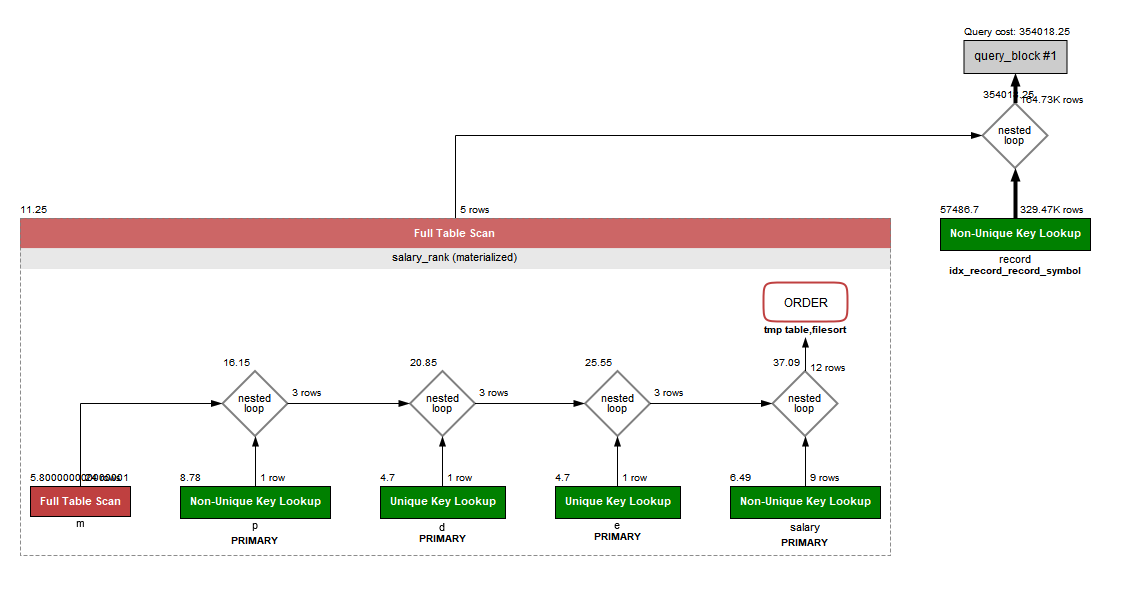 Query cost: 354018.25
query_block #1
354018.25
164.73K rows
nested
loop
11.25
5 rows
57486.7
329.47K rows
Full Table Scan
Non-Unique Key Lookup
salary_rank (materialized)
record
idx_record_record_symbol
ORDER
tmp table,filesort
16.15
20.85
25.55
37.09
12 rows
nested
loop
3 rows
nested
loop
3 rows
nested
loop
3 rows
nested
loop
8.78
1 row
4.7
1 row
4.7
1 row
6.49
9 rows
Full Table Scan
Non-Unique Key Lookup
Unique Key Lookup
Unique Key Lookup
Non-Unique Key Lookup
m
p
d
e
salary
PRIMARY
PRIMARY
PRIMARY
PRIMARY